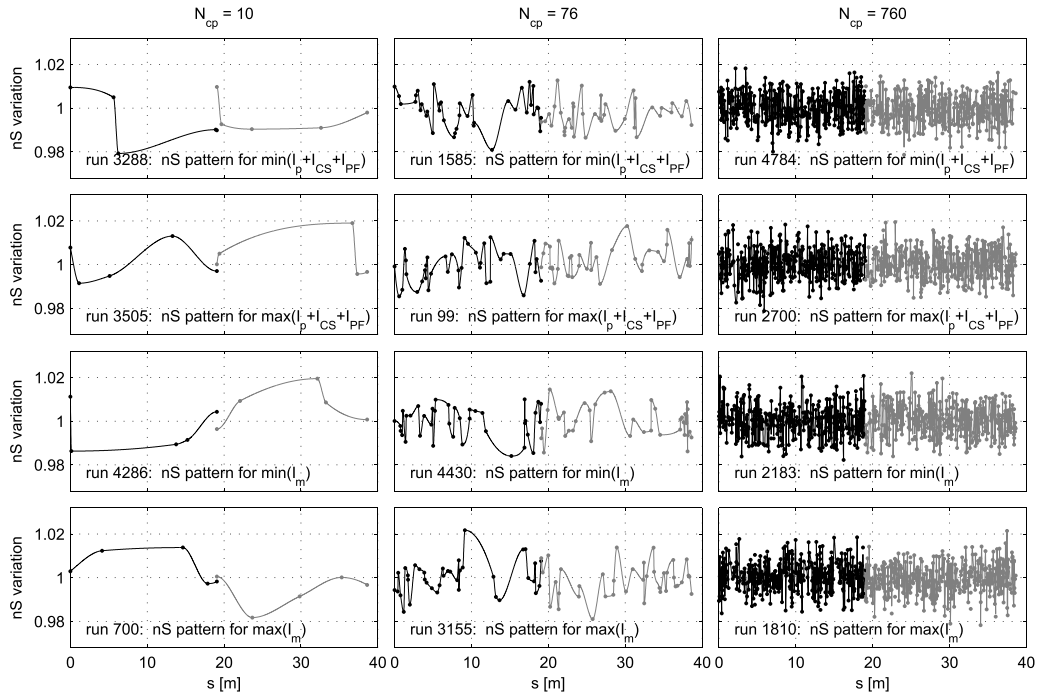 N_cp = 10 N_cp = 76 N_cp = 760
nS variation
1.02
1
0.98
run 3288: nS pattern for min(I_p+I_CS+I_PF)
run 1585: nS pattern for min(I_p+I_CS+I_PF)
run 4784: nS pattern for min(I_p+I_CS+I_PF)
nS variation
1.02
1
0.98
run 3505: nS pattern for max(I_p+I_CS+I_PF)
run 99: nS pattern for max(I_p+I_CS+I_PF)
run 2700: nS pattern for max(I_p+I_CS+I_PF)
nS variation
1.02
1
0.98
run 4286: nS pattern for min(I_m)
run 4430: nS pattern for min(I_m)
run 2183: nS pattern for min(I_m)
nS variation
1.02
1
0.98
run 700: nS pattern for max(I_m)
run 3155: nS pattern for max(I_m)
run 1810: nS pattern for max(I_m)
0 10 20 30 40 0 10 20 30 40 0 10 20 30 40
s [m] s [m] s [m]